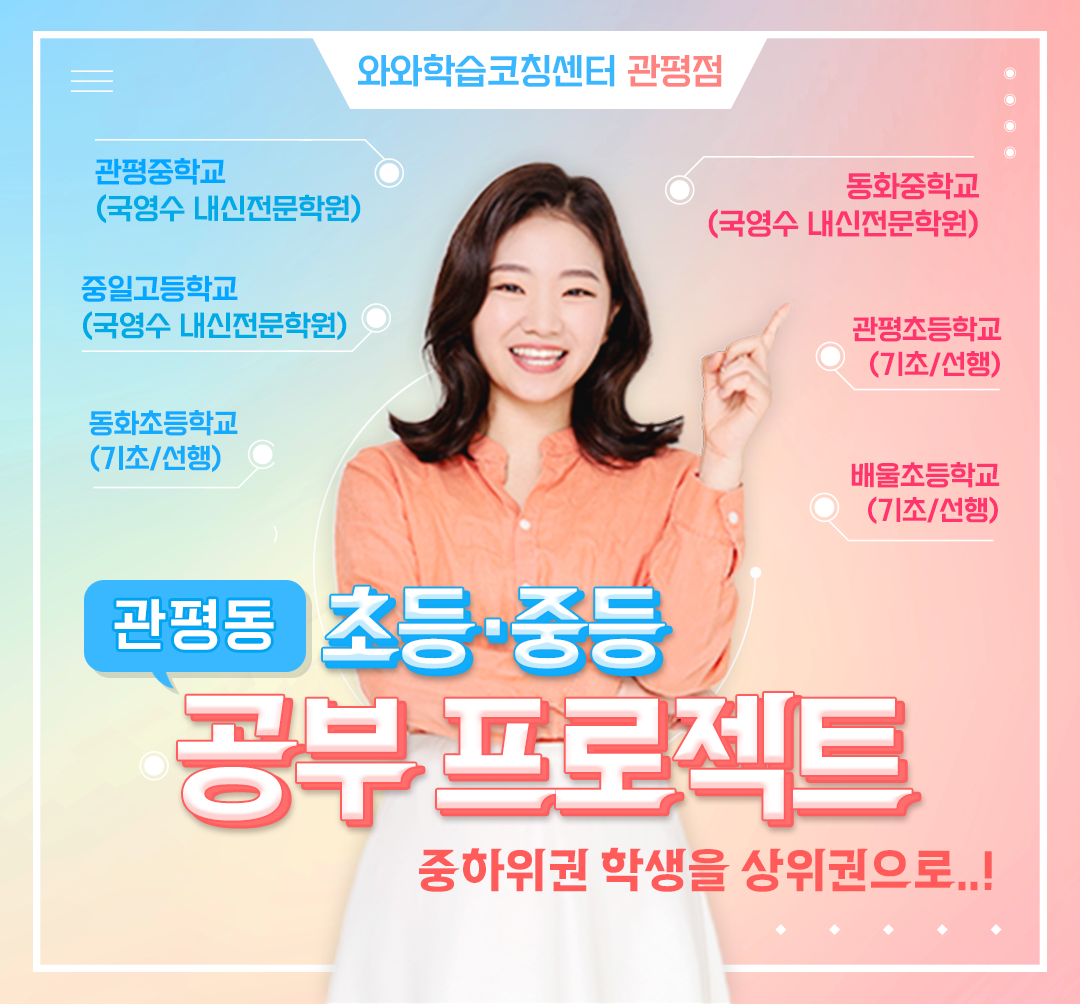 와와학습코칭센터 관평점
관평중학교
(국영수 내신전문학원)
동화중학교
(국영수 내신전문학원)
중일고등학교
(국영수 내신전문학원)
관평초등학교
(기초/선행)
동화초등학교
(기초/선행)
배울초등학교
(기초/선행)
관평동 초등·중등
공부 프로젝트
중하위권 학생을 상위권으로..!